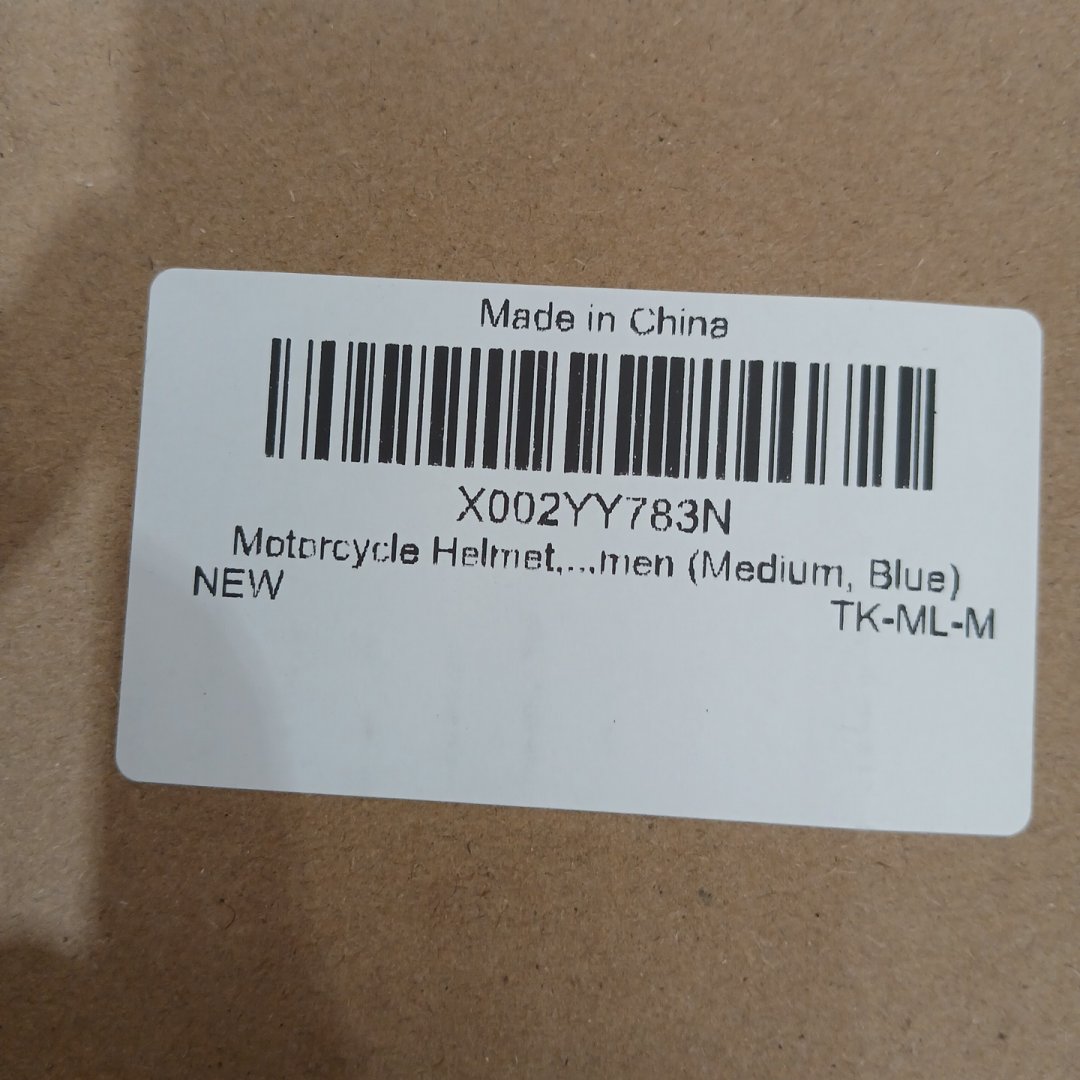 Made in China
X002YY783N
Motorcycle Helmet,...men (Medium, Blue)
NEW
TK-ML-M